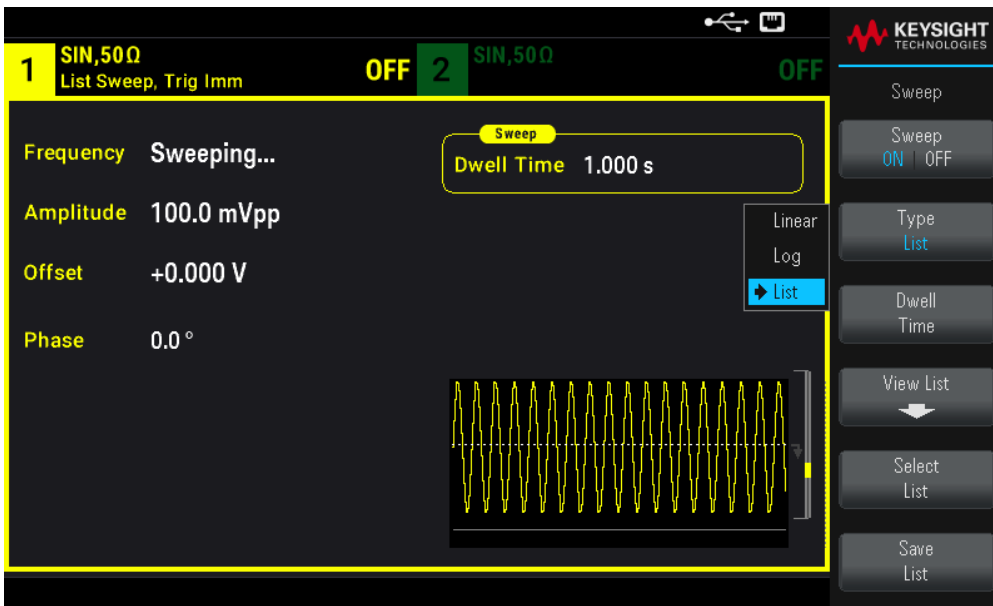 KEYSIGHT
TECHNOLOGIES
1
SIN,50Ω
List Sweep, Trig Imm
OFF
2
SIN,50Ω
OFF
Frequency Sweeping...
Amplitude 100.0 mVpp
Offset +0.000 V
Phase 0.0 °
Sweep
Dwell Time 1.000 s
Linear
Log
List
Sweep
Sweep
ON | OFF
Type
List
Dwell
Time
View List
Select
List
Save
List